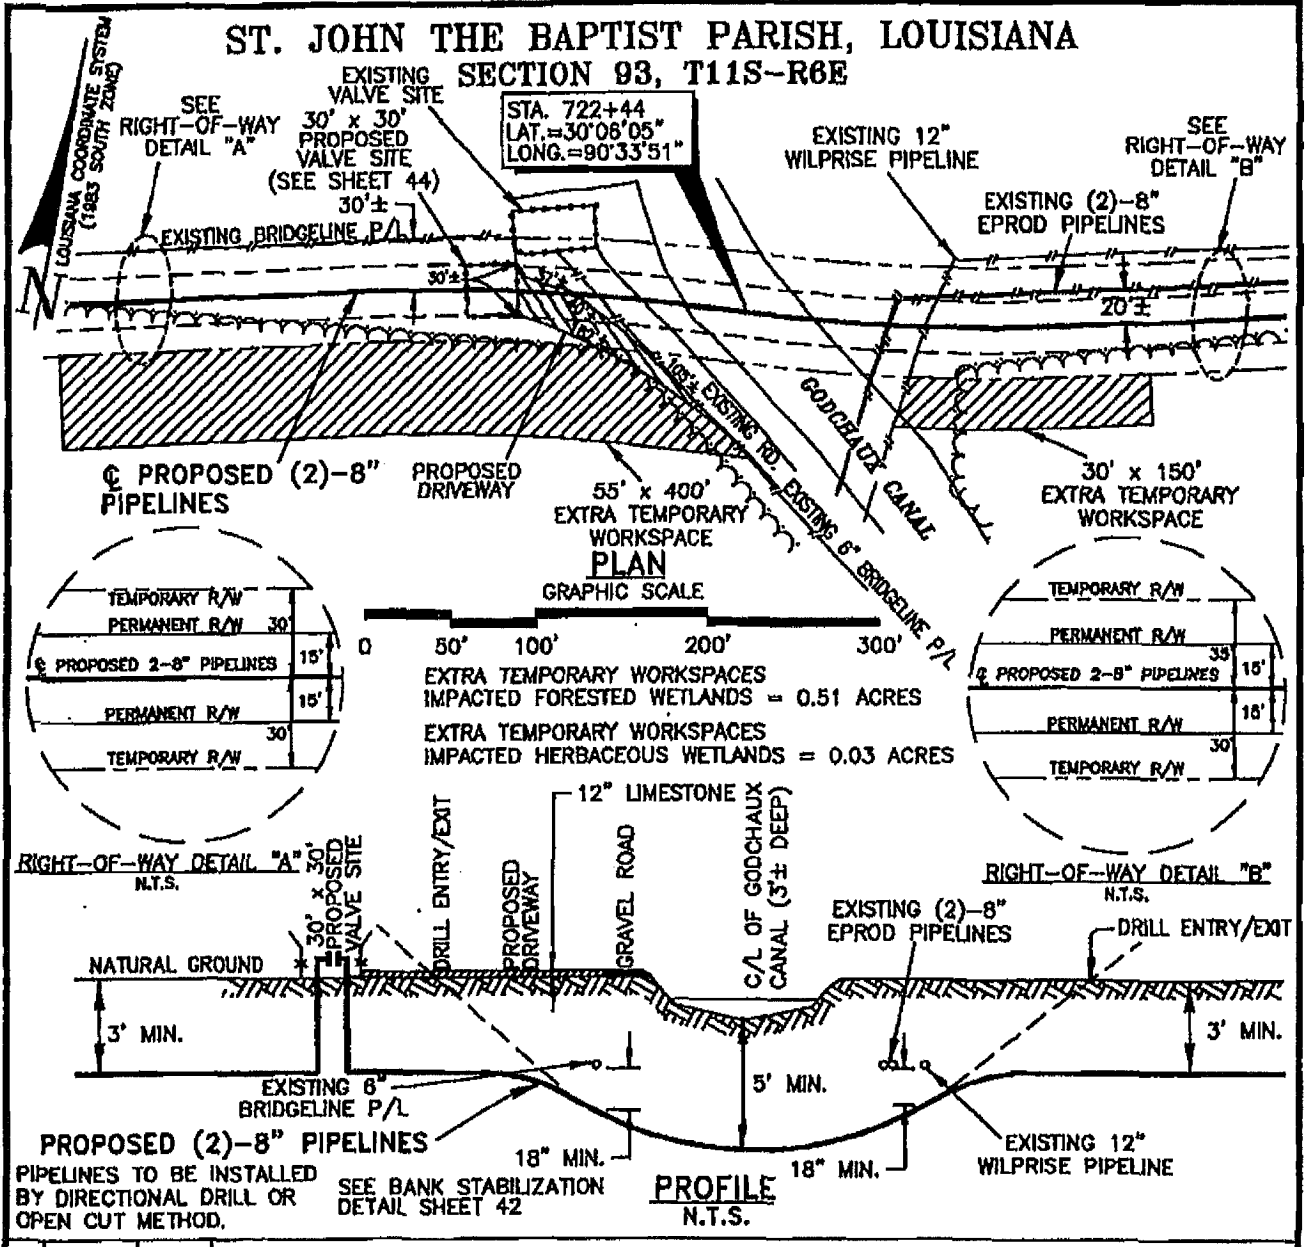 ST. JOHN THE BAPTIST PARISH, LOUISIANA
SECTION 93, T11S-R6E
LOUISIANA COORDINATE SYSTEM
(1983 SOUTH ZONE)
N
SEE
RIGHT-OF-WAY
DETAIL "A"
EXISTING
VALVE SITE
30' x 30'
PROPOSED
VALVE SITE
(SEE SHEET 44)
30'±
STA. 722+44
LAT.=30°06'05"
LONG.=90°33'51"
EXISTING 12"
WILPRISE PIPELINE
SEE
RIGHT-OF-WAY
DETAIL "B"
EXISTING (2)-8"
EPROD PIPELINES
EXISTING BRIDGELINE P/L
30'±
20'±
105'± EXISTING RD.
GODCHAUX CANAL
EXISTING 6" BRIDGELINE P/L
℄ PROPOSED (2)-8"
PIPELINES
PROPOSED
DRIVEWAY
55' x 400'
EXTRA TEMPORARY
WORKSPACE
30' x 150'
EXTRA TEMPORARY
WORKSPACE
PLAN
GRAPHIC SCALE
0 50' 100' 200' 300'
TEMPORARY R/W
PERMANENT R/W 30'
℄ PROPOSED 2-8" PIPELINES 15'
15'
PERMANENT R/W
30'
TEMPORARY R/W
RIGHT-OF-WAY DETAIL "A"
N.T.S.
EXTRA TEMPORARY WORKSPACES
IMPACTED FORESTED WETLANDS = 0.51 ACRES
EXTRA TEMPORARY WORKSPACES
IMPACTED HERBACEOUS WETLANDS = 0.03 ACRES
TEMPORARY R/W
PERMANENT R/W
35'
℄ PROPOSED 2-8" PIPELINES 15'
15'
PERMANENT R/W
30'
TEMPORARY R/W
RIGHT-OF-WAY DETAIL "B"
N.T.S.
30' x 30'
PROPOSED
VALVE SITE
DRILL ENTRY/EXIT
PROPOSED
DRIVEWAY
12" LIMESTONE
GRAVEL ROAD
C/L OF GODCHAUX
CANAL (3'± DEEP)
EXISTING (2)-8"
EPROD PIPELINES
DRILL ENTRY/EXIT
NATURAL GROUND
3' MIN.
5' MIN.
3' MIN.
EXISTING 6"
BRIDGELINE P/L
PROPOSED (2)-8" PIPELINES
18" MIN.
18" MIN.
EXISTING 12"
WILPRISE PIPELINE
PIPELINES TO BE INSTALLED
BY DIRECTIONAL DRILL OR
OPEN CUT METHOD.
SEE BANK STABILIZATION
DETAIL SHEET 42
PROFILE
N.T.S.